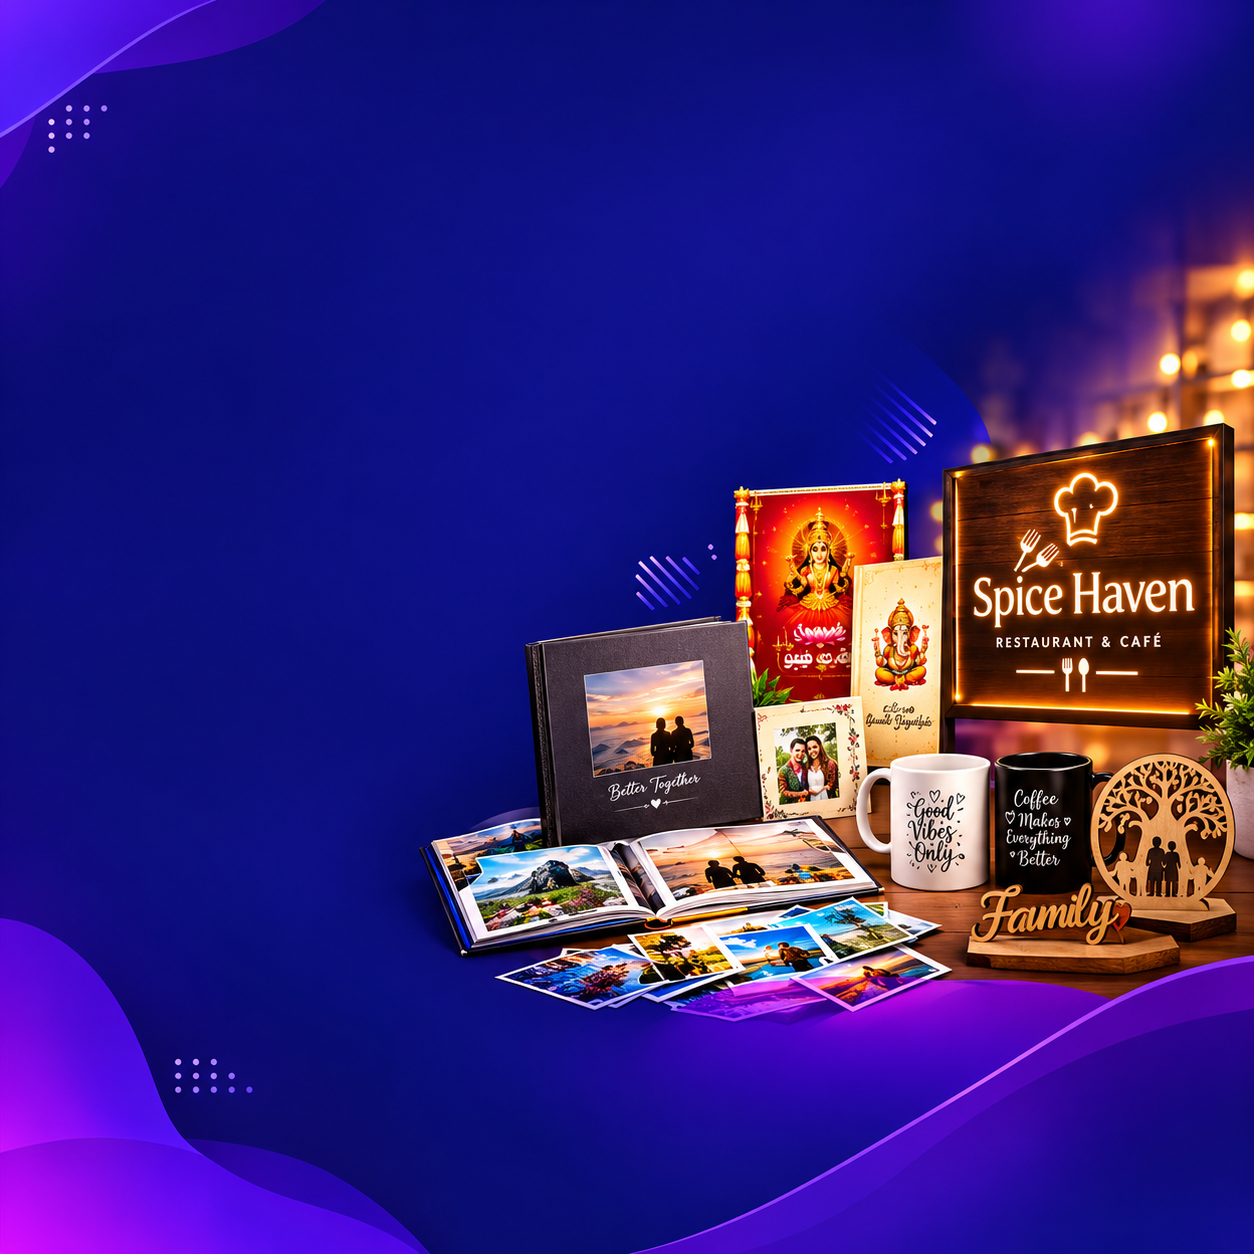 Spice Haven
RESTAURANT & CAFÉ
Better Together
Good
Vibes
Only
Coffee
Makes
Everything
Better
Family